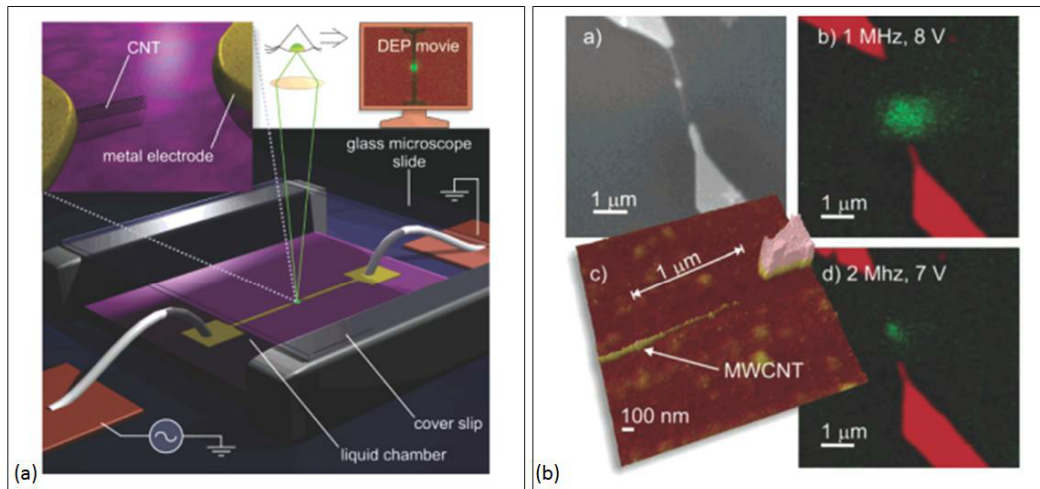 CNT
metal electrode
DEP movie
glass microscope
slide
cover slip
liquid chamber
(a)
a)
1 μm
b) 1 MHz, 8 V
1 μm
c)
1 μm
MWCNT
100 nm
d) 2 Mhz, 7 V
1 μm
(b)